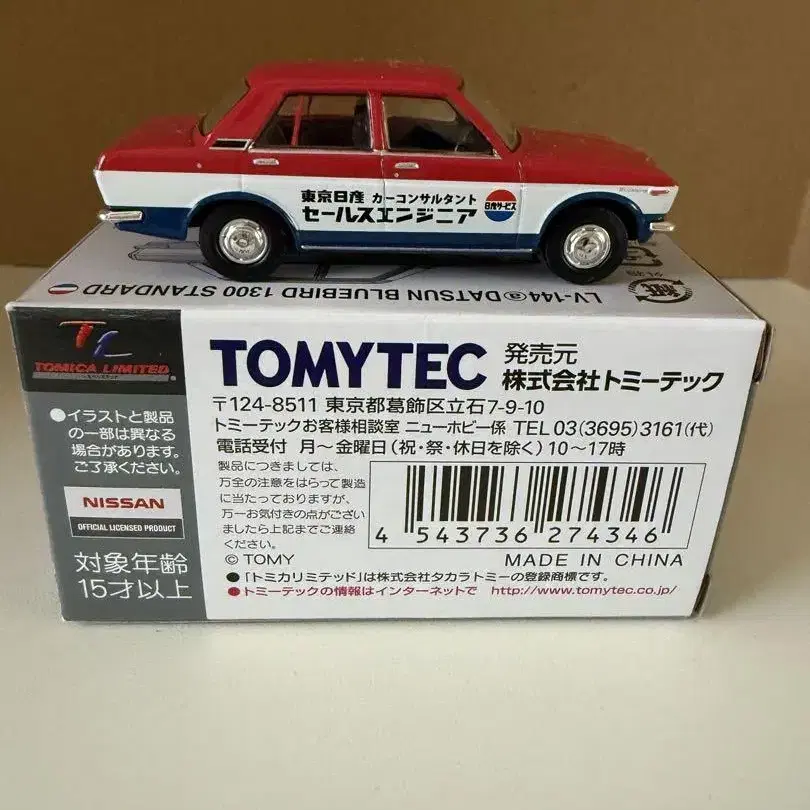 東京日産 カーコンサルタント
セールスエンジニア
日産サービス
LV-144ⓐDATSUN BLUEBIRD 1300 STANDARD
紙
TL
TOMICA LIMITED
TOMYTEC
発売元
株式会社トミーテック
〒124-8511 東京都葛飾区立石7-9-10
トミーテックお客様相談室 ニューホビー係 TEL 03(3695)3161(代)
電話受付 月〜金曜日(祝・祭・休日を除く)10〜17時
●イラストと製品
の一部は異なる
場合があります。
ご了承ください。
NISSAN
OFFICIAL LICENSED PRODUCT
対象年齢
15才以上
製品につきましては、
万全の注意をはらって製造
に当たっておりますが、
万一お気付きの点がござい
ましたら上記までご連絡
ください。
© TOMY
4 543736 274346
MADE IN CHINA
●「トミカリミテッド」は株式会社タカラトミーの登録商標です。
●トミーテックの情報はインターネットで http://www.tomytec.co.jp/